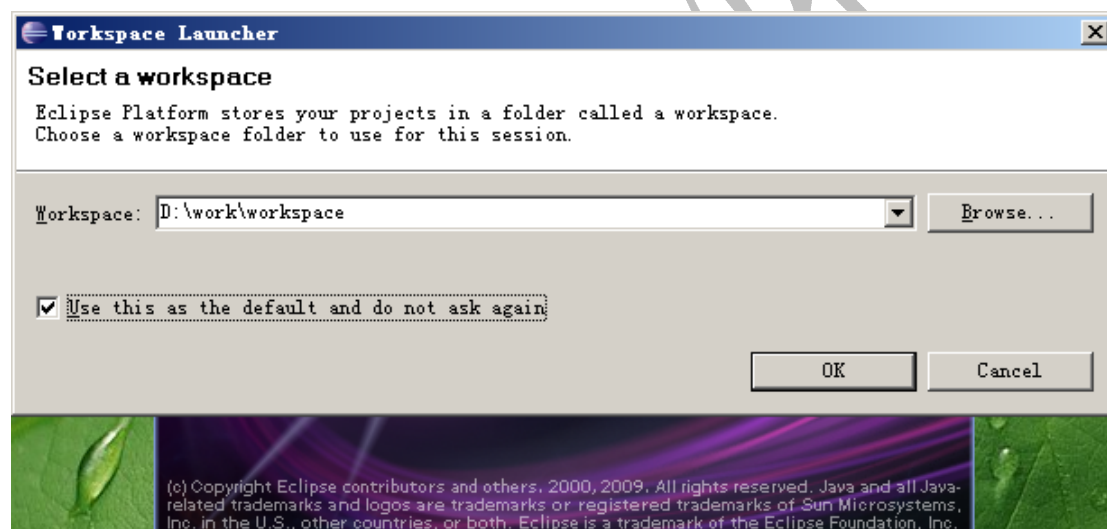 Workspace Launcher
Select a workspace
Eclipse Platform stores your projects in a folder called a workspace.
Choose a workspace folder to use for this session.
Workspace: D:\work\workspace Browse...
Use this as the default and do not ask again
OK Cancel
(c) Copyright Eclipse contributors and others. 2000, 2009. All rights reserved. Java and all Java-
related trademarks and logos are trademarks or registered trademarks of Sun Microsystems,
Inc. in the U.S., other countries, or both. Eclipse is a trademark of the Eclipse Foundation, Inc.